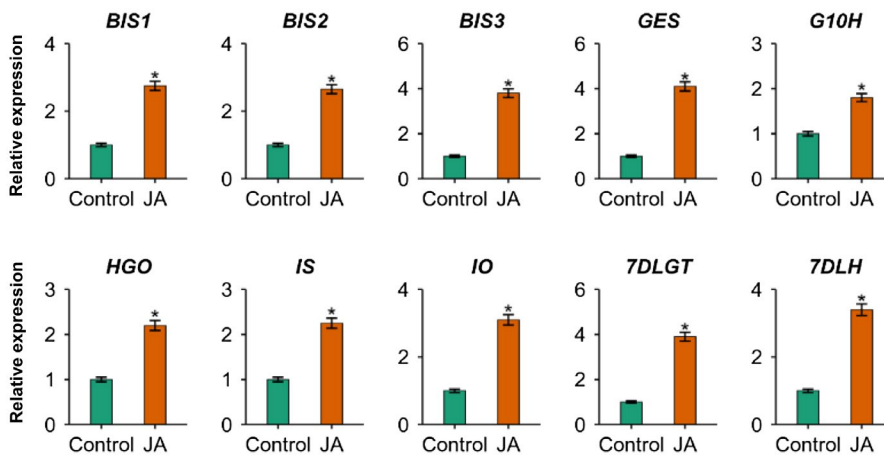 BIS1 BIS2 BIS3 GES G10H
Relative expression
4 4 6 6 3
2 2 4 4 2
2 2 1
0 0 0 0 0
* * * * *
Control JA Control JA Control JA Control JA Control JA
HGO IS IO 7DLGT 7DLH
Relative expression
3 3 4 6 4
2 2 2 4 2
1 1 2
0 0 0 0 0
* * * * *
Control JA Control JA Control JA Control JA Control JA